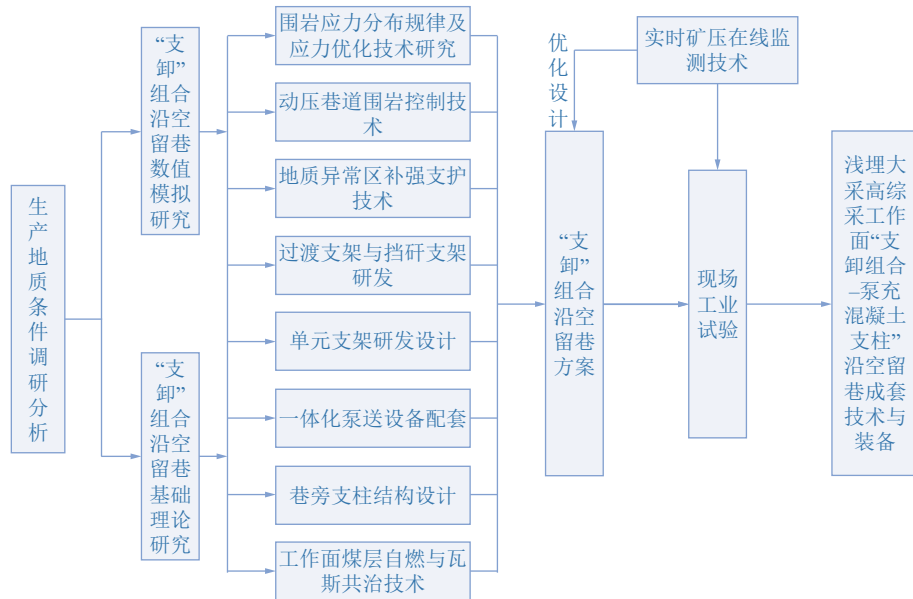 生
产
地
质
条
件
调
研
分
析
“支
卸”
组合
沿空
留巷
数值
模拟
研究
“支
卸”
组合
沿空
留巷
基础
理论
研究
围岩应力分布规律及
应力优化技术研究
动压巷道围岩控制技
术
地质异常区补强支护
技术
过渡支架与挡矸支架
研发
单元支架研发设计
一体化泵送设备配套
巷旁支柱结构设计
工作面煤层自燃与瓦
斯共治技术
优
化
设
计
“支
卸”
组合
沿空
留巷
方案
实时矿压在线监
测技术
现场
工业
试验
浅埋大
采高综
采工作
面“支
卸组合
–泵充
混凝土
支柱”
沿空留
巷成套
技术与
装备